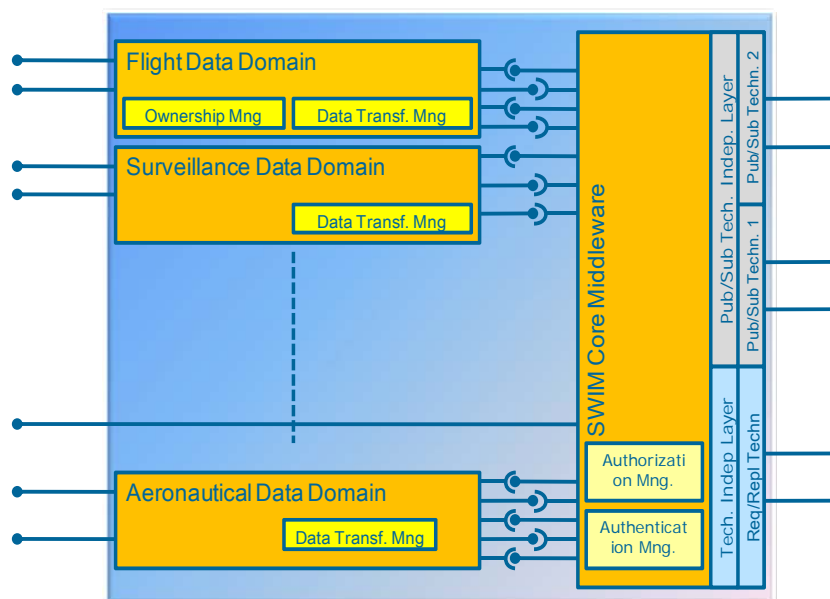 Flight Data Domain
Ownership Mng
Data Transf. Mng
Surveillance Data Domain
Data Transf. Mng
Aeronautical Data Domain
Data Transf. Mng
SWIM Core Middleware
Authorizati
on Mng.
Authenticat
ion Mng.
Pub/Sub Tech. Indep. Layer
Pub/Sub Techn. 2
Pub/Sub Techn. 1
Tech. Indep Layer
Req/Repl Techn